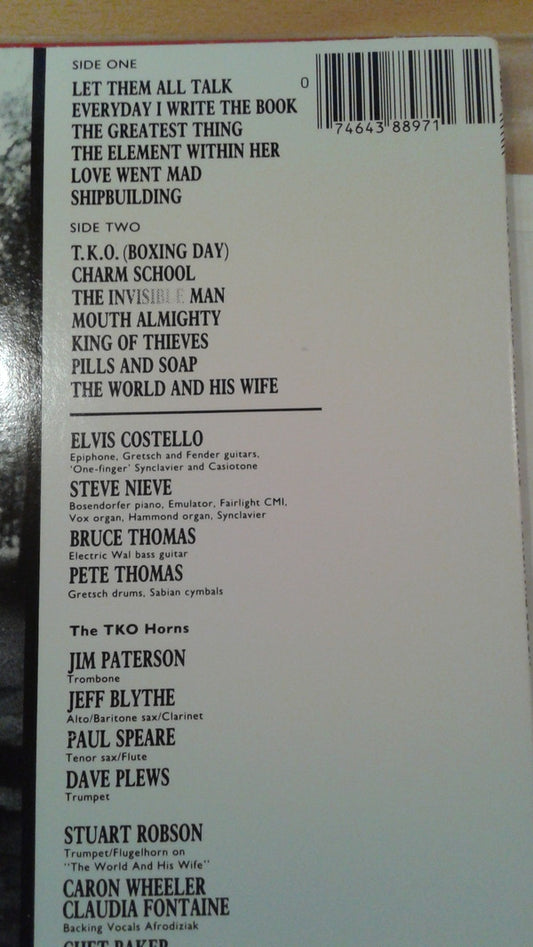 SIDE ONE
LET THEM ALL TALK
EVERYDAY I WRITE THE BOOK
THE GREATEST THING
THE ELEMENT WITHIN HER
LOVE WENT MAD
SHIPBUILDING
0 74643 88971
SIDE TWO
T.K.O. (BOXING DAY)
CHARM SCHOOL
THE INVISIBLE MAN
MOUTH ALMIGHTY
KING OF THIEVES
PILLS AND SOAP
THE WORLD AND HIS WIFE
ELVIS COSTELLO
Epiphone, Gretsch and Fender guitars,
'One-finger' Synclavier and Casiotone
STEVE NIEVE
Bosendorfer piano, Emulator, Fairlight CMI,
Vox organ, Hammond organ, Synclavier
BRUCE THOMAS
Electric Wal bass guitar
PETE THOMAS
Gretsch drums, Sabian cymbals
The TKO Horns
JIM PATERSON
Trombone
JEFF BLYTHE
Alto/Baritone sax/Clarinet
PAUL SPEARE
Tenor sax/Flute
DAVE PLEWS
Trumpet
STUART ROBSON
Trumpet/Flugelhorn on
"The World And His Wife"
CARON WHEELER
CLAUDIA FONTAINE
Backing Vocals Afrodiziak
CHET BAKER